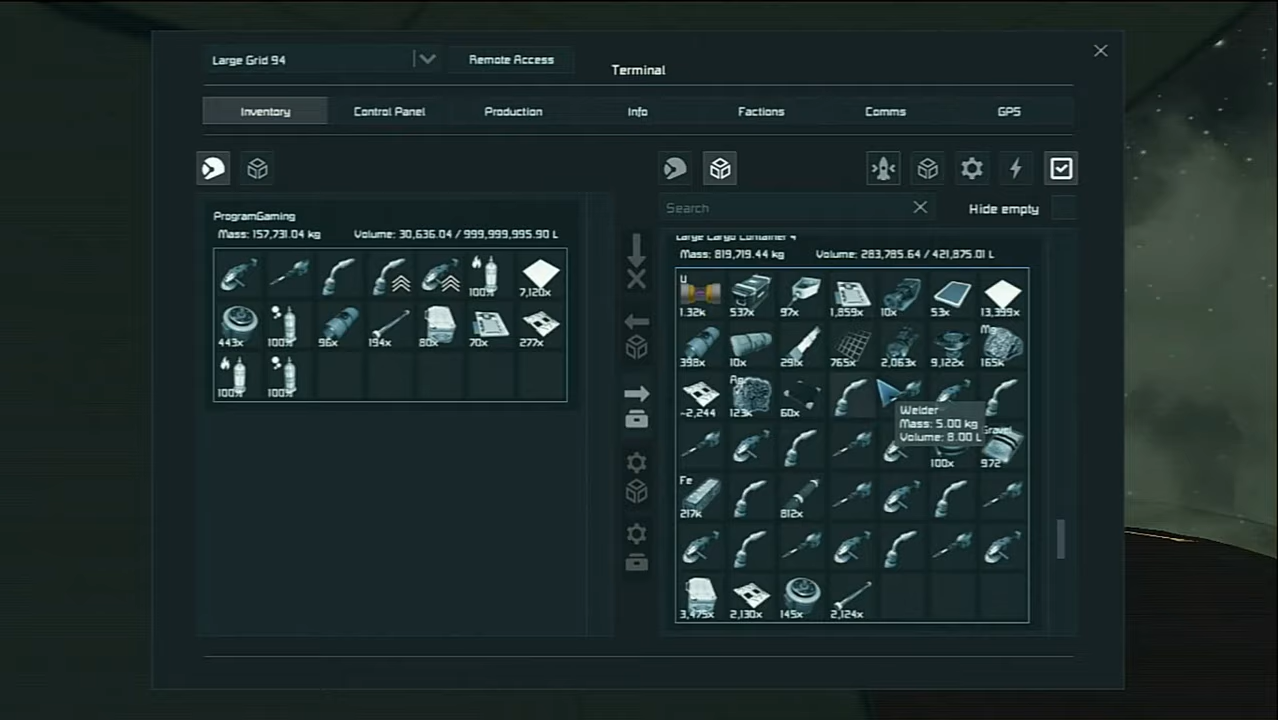 Large Grid 94
Remote Access
Terminal
Inventory
Control Panel
Production
Info
Factions
Comms
GPS
Search
Hide empty
ProgramGaming
Mass: 157,731.04 kg
Volume: 30,636.04 / 999,999,995.90 L
100%
7,120x
443x
100%
96x
194x
80x
70x
277x
100%
100%
Large Cargo Container 4
Mass: 819,719.44 kg
Volume: 283,785.64 / 421,875.01 L
U
1.32k
537x
97x
1,859x
10x
53x
13,399x
Mg
398x
10x
291x
765x
2,063x
9,122x
165k
Ag
~2,244
123k
60x
Welder
Mass: 5.00 kg
Volume: 8.00 L
Gravel
100x
972
Fe
217k
812x
3,475x
2,130x
145x
2,124x